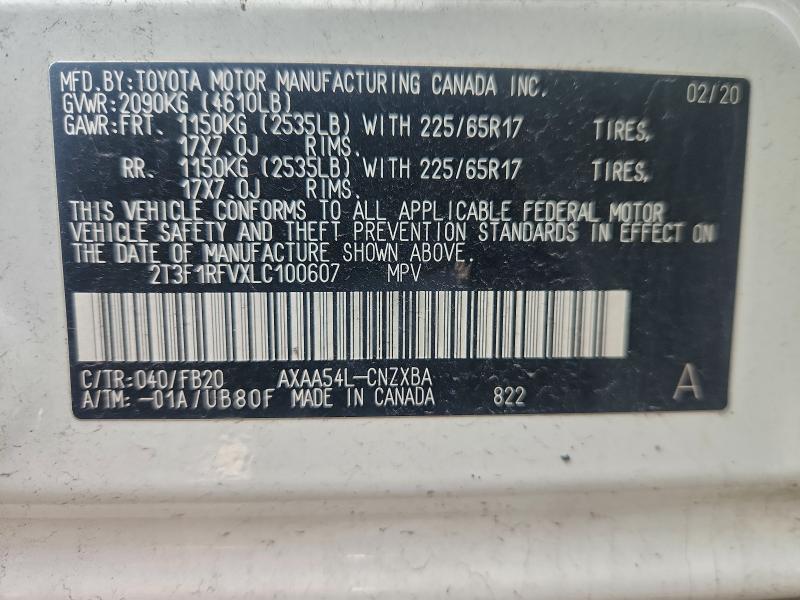 MFD.BY:TOYOTA MOTOR MANUFACTURING CANADA INC. 02/20
GVWR:2090KG (4610LB)
GAWR:FRT. 1150KG (2535LB) WITH 225/65R17 TIRES,
17X7.0J RIMS.
RR. 1150KG (2535LB) WITH 225/65R17 TIRES,
17X7.0J RIMS.
THIS VEHICLE CONFORMS TO ALL APPLICABLE FEDERAL MOTOR
VEHICLE SAFETY AND THEFT PREVENTION STANDARDS IN EFFECT ON
THE DATE OF MANUFACTURE SHOWN ABOVE.
2T3F1RFVXLC100607 MPV
C/TR:040/FB20 AXAA54L-CNZXBA
A/TM:-01A/UB80F MADE IN CANADA 822 A